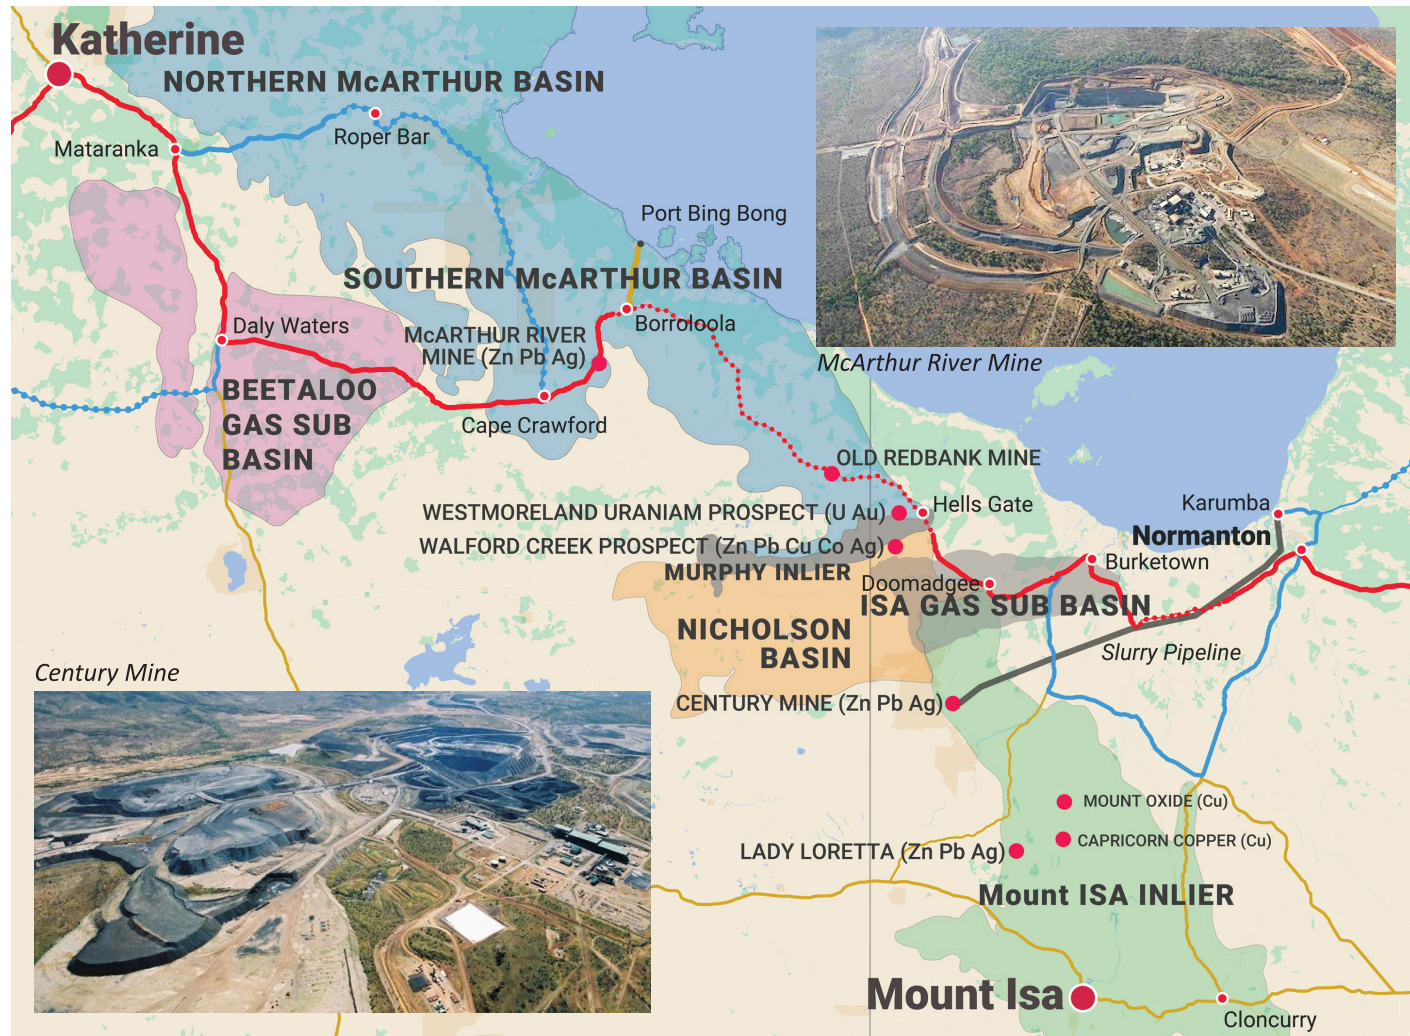 Katherine
NORTHERN McARTHUR BASIN
Roper Bar
Mataranka
Port Bing Bong
SOUTHERN McARTHUR BASIN
Daly Waters
McARTHUR RIVER
MINE (Zn Pb Ag)
Borroloola
McArthur River Mine
BEETALOO
GAS SUB
BASIN
Cape Crawford
OLD REDBANK MINE
WESTMORELAND URANIAM PROSPECT (U Au)
Hells Gate
Karumba
Normanton
WALFORD CREEK PROSPECT (Zn Pb Cu Co Ag)
MURPHY INLIER
Burketown
Doomadgee
ISA GAS SUB BASIN
NICHOLSON
BASIN
Slurry Pipeline
Century Mine
CENTURY MINE (Zn Pb Ag)
MOUNT OXIDE (Cu)
CAPRICORN COPPER (Cu)
LADY LORETTA (Zn Pb Ag)
Mount ISA INLIER
Mount Isa
Cloncurry